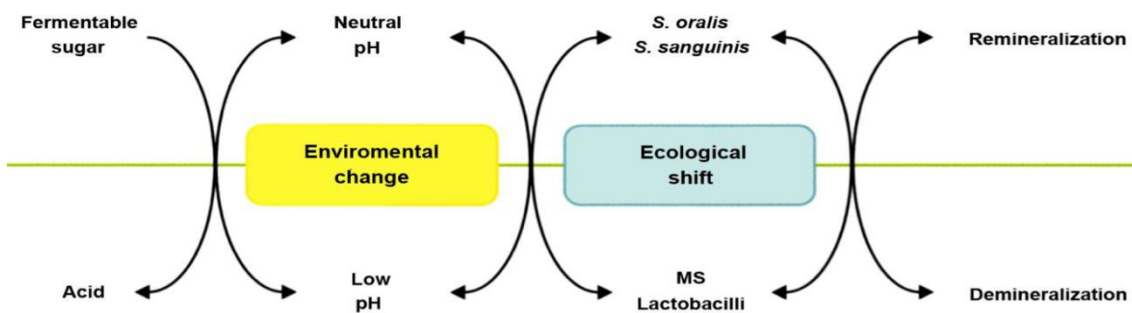 Fermentable
sugar
Neutral
pH
S. oralis
S. sanguinis
Remineralization
Enviromental
change
Ecological
shift
Acid
Low
pH
MS
Lactobacilli
Demineralization